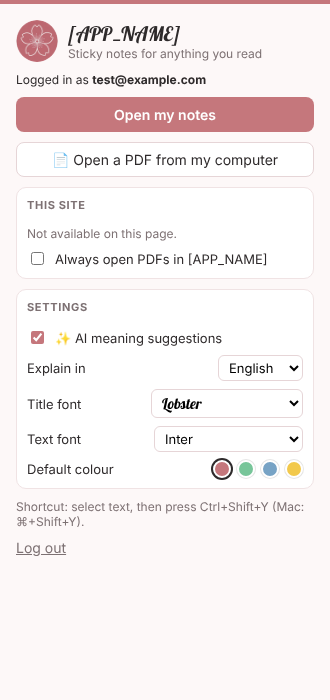 [APP_NAME]
Sticky notes for anything you read
Logged in as test@example.com
Open my notes
📄 Open a PDF from my computer
THIS SITE
Not available on this page.
Always open PDFs in [APP_NAME]
SETTINGS
✨ AI meaning suggestions
Explain in English
Title font Lobster
Text font Inter
Default colour
Shortcut: select text, then press Ctrl+Shift+Y (Mac:
⌘+Shift+Y).
Log out